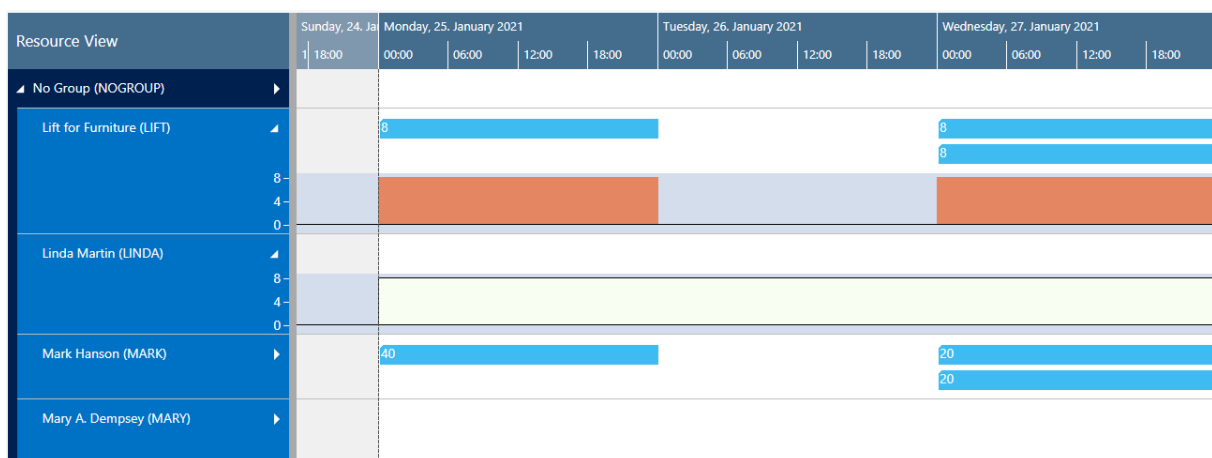 Resource View
Sunday, 24. Ja Monday, 25. January 2021 Tuesday, 26. January 2021 Wednesday, 27. January 2021
1 18:00 00:00 06:00 12:00 18:00 00:00 06:00 12:00 18:00 00:00 06:00 12:00 18:00
No Group (NOGROUP)
Lift for Furniture (LIFT) 8 8
8
8
4
0
Linda Martin (LINDA)
8
4
0
Mark Hanson (MARK) 40 20
20
Mary A. Dempsey (MARY)